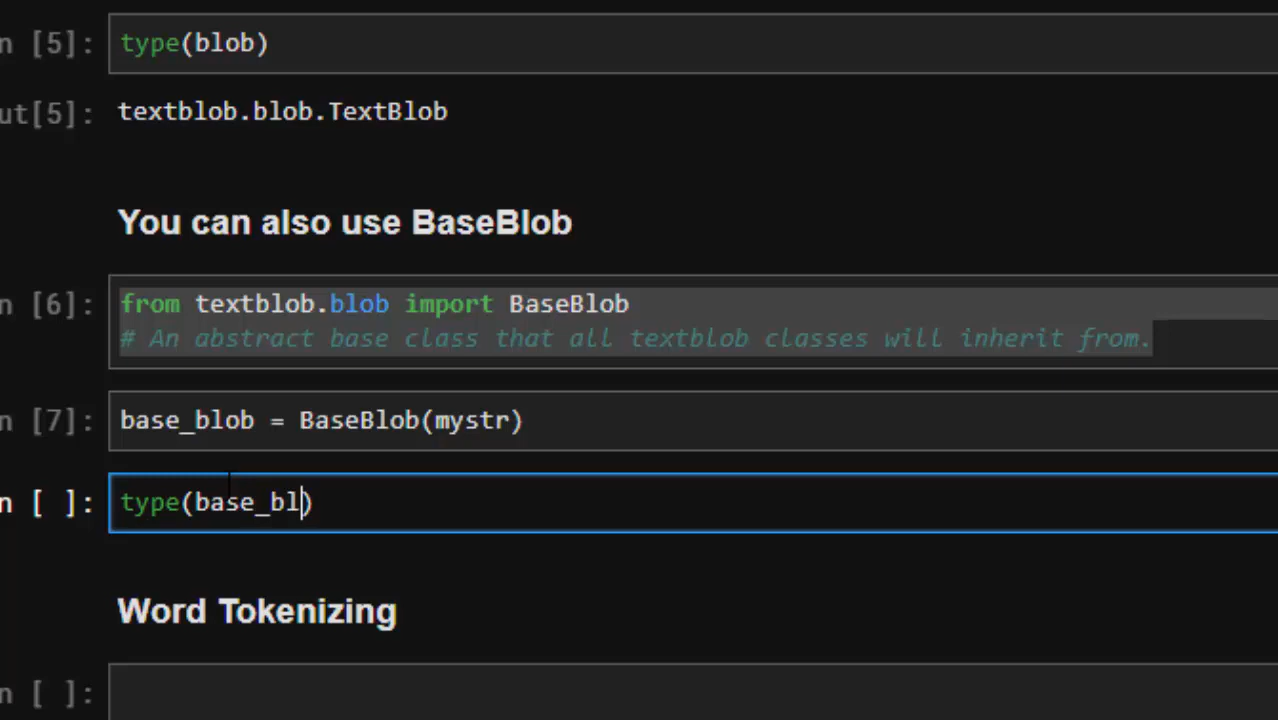 n [5]: type(blob)
ut[5]: textblob.blob.TextBlob
You can also use BaseBlob
n [6]: from textblob.blob import BaseBlob
# An abstract base class that all textblob classes will inherit from.
n [7]: base_blob = BaseBlob(mystr)
n [ ]: type(base_bl)
Word Tokenizing
n [ ]: